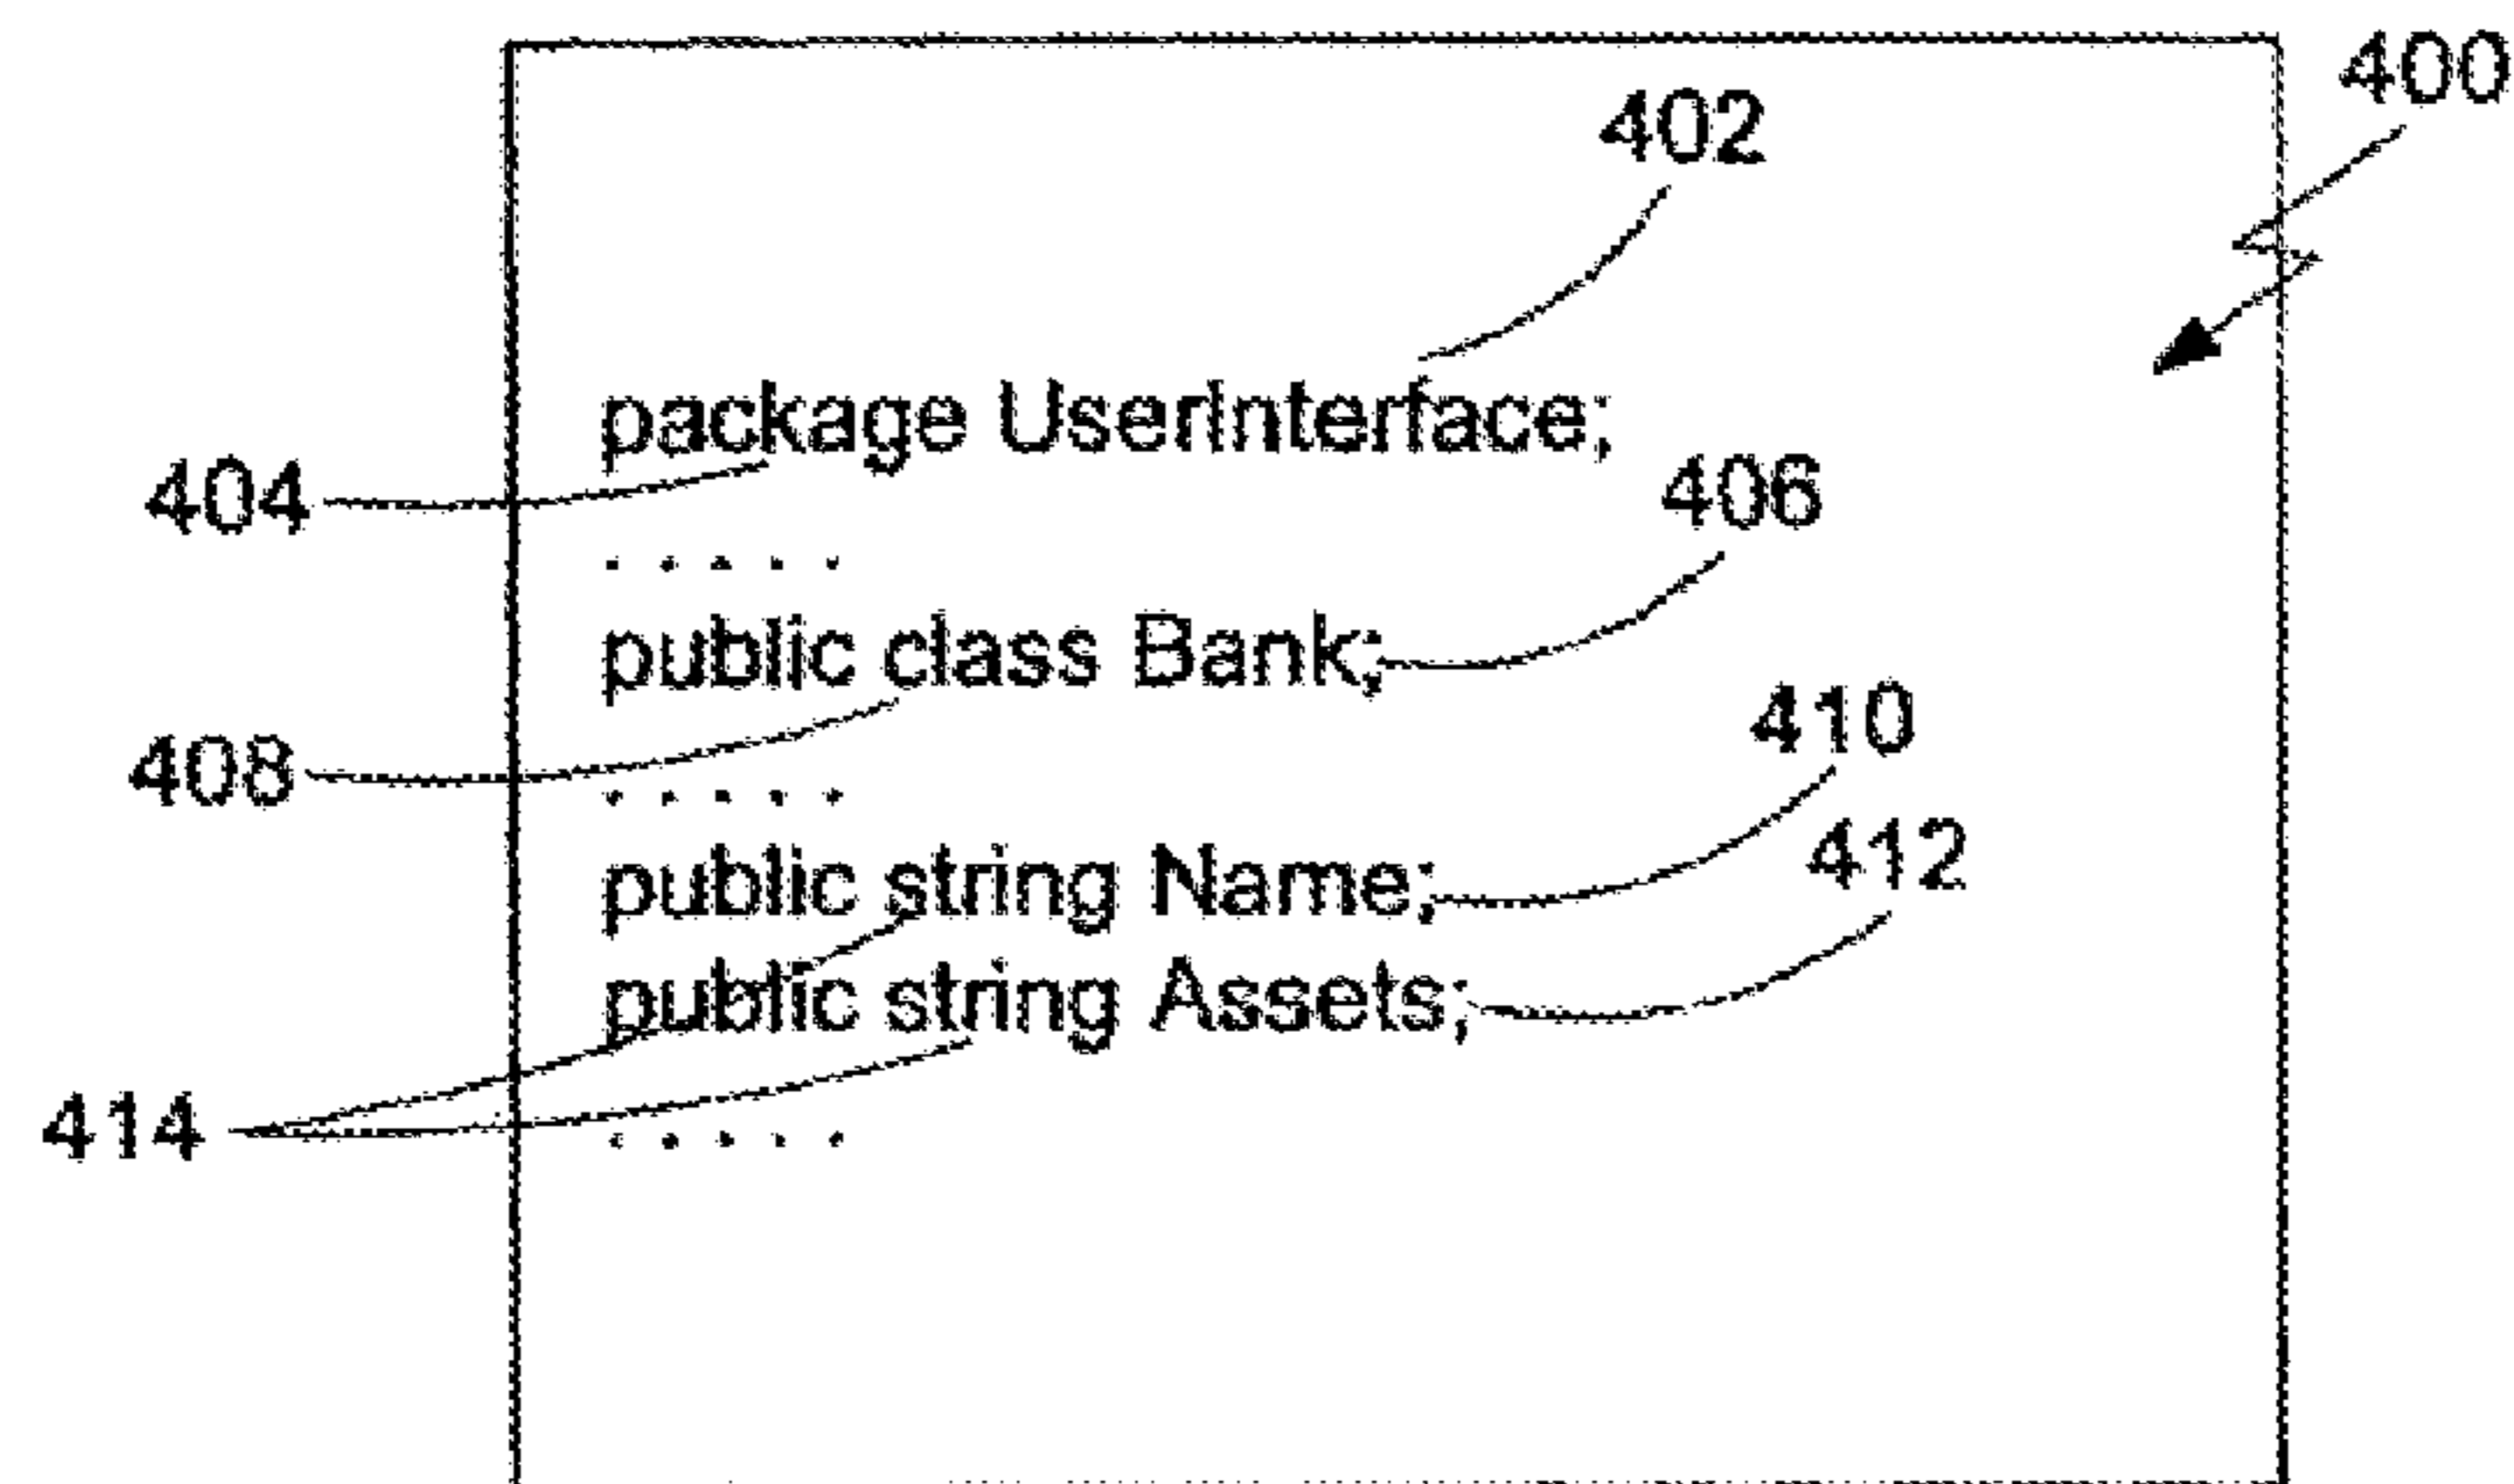 400
402
package UserInterface;
404
406
. . . . .
public class Bank;
410
408
. . . . .
412
public string Name;
public string Assets;
414
. . . . .